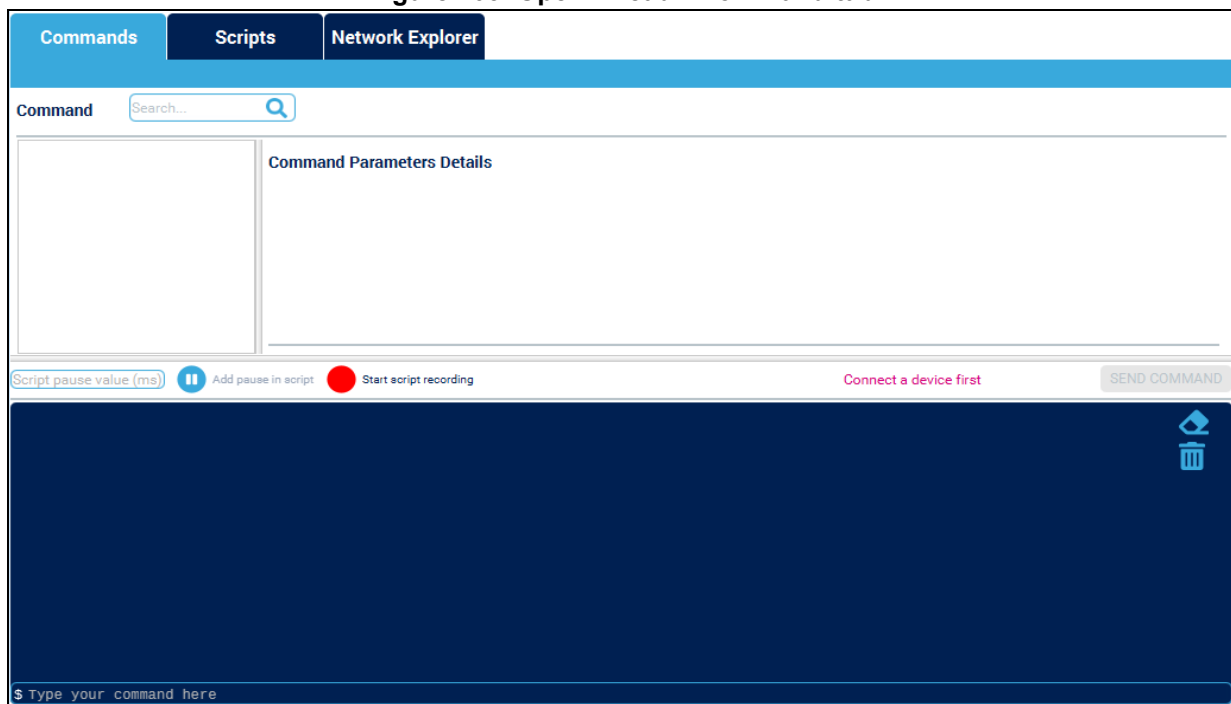 Commands Scripts Network Explorer
Command Search...
Command Parameters Details
Script pause value (ms) Add pause in script Start script recording Connect a device first SEND COMMAND
$ Type your command here